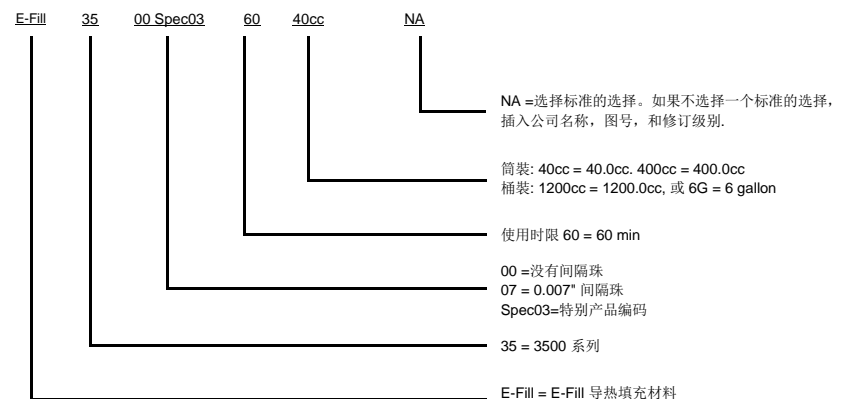 E-Fill 35 00 Spec03 60 40cc NA
NA =选择标准的选择。如果不选择一个标准的选择，
插入公司名称，图号，和修订级别.
筒裝: 40cc = 40.0cc. 400cc = 400.0cc
桶裝: 1200cc = 1200.0cc, 或 6G = 6 gallon
使用时限 60 = 60 min
00 =没有间隔珠
07 = 0.007" 间隔珠
Spec03=特别产品编码
35 = 3500 系列
E-Fill = E-Fill 导热填充材料